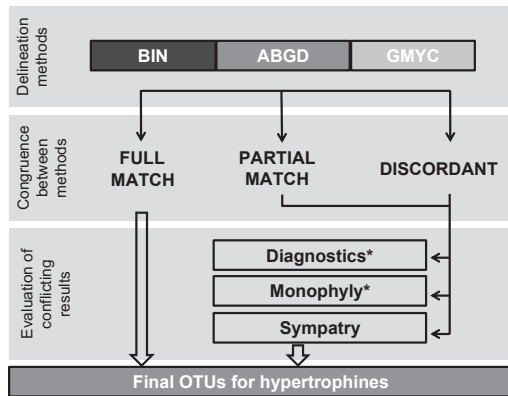 Delineation
methods
BIN
ABGD
GMYC
Congruence
between
methods
FULL
MATCH
PARTIAL
MATCH
DISCORDANT
Evaluation of
conflicting
results
Diagnostics*
Monophyly*
Sympatry
Final OTUs for hypertrophines